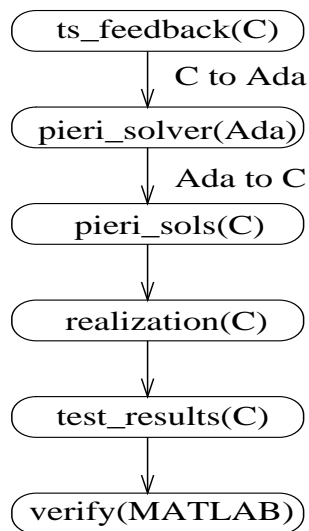 ts_feedback(C)
C to Ada
pieri_solver(Ada)
Ada to C
pieri_sols(C)
realization(C)
test_results(C)
verify(MATLAB)